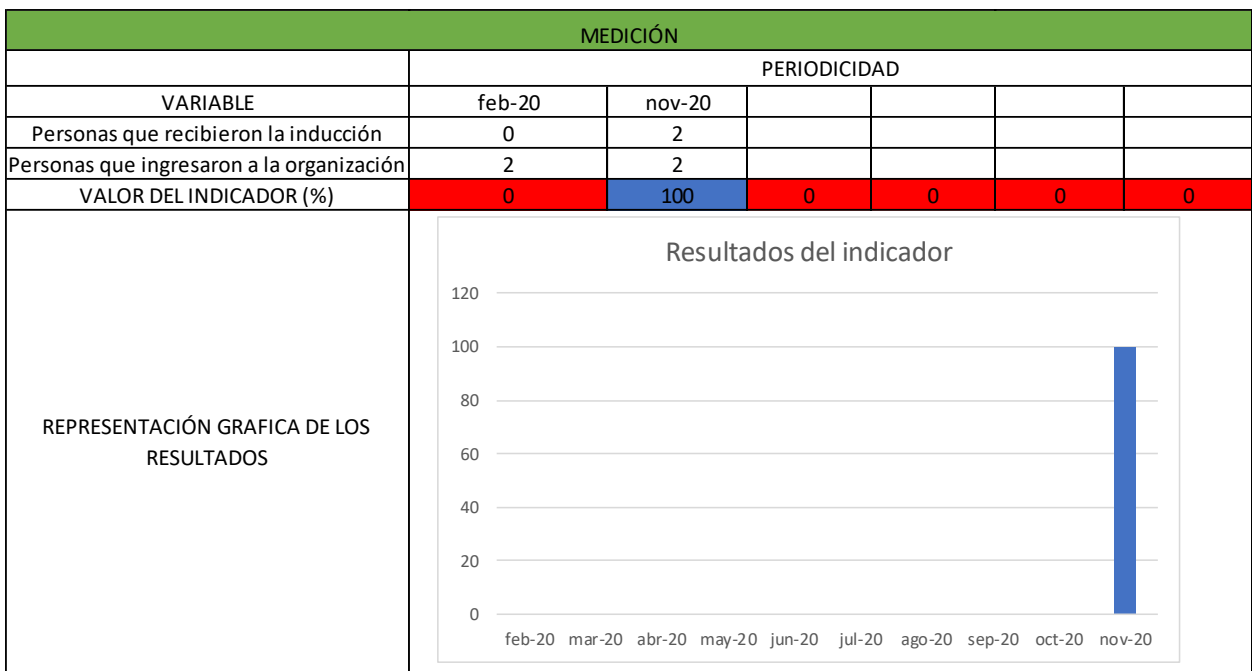 MEDICIÓN
PERIODICIDAD
VARIABLE feb-20 nov-20
Personas que recibieron la inducción 0 2
Personas que ingresaron a la organización 2 2
VALOR DEL INDICADOR (%) 0 100 0 0 0 0
REPRESENTACIÓN GRAFICA DE LOS
RESULTADOS
Resultados del indicador
120
100
80
60
40
20
0
feb-20 mar-20 abr-20 may-20 jun-20 jul-20 ago-20 sep-20 oct-20 nov-20